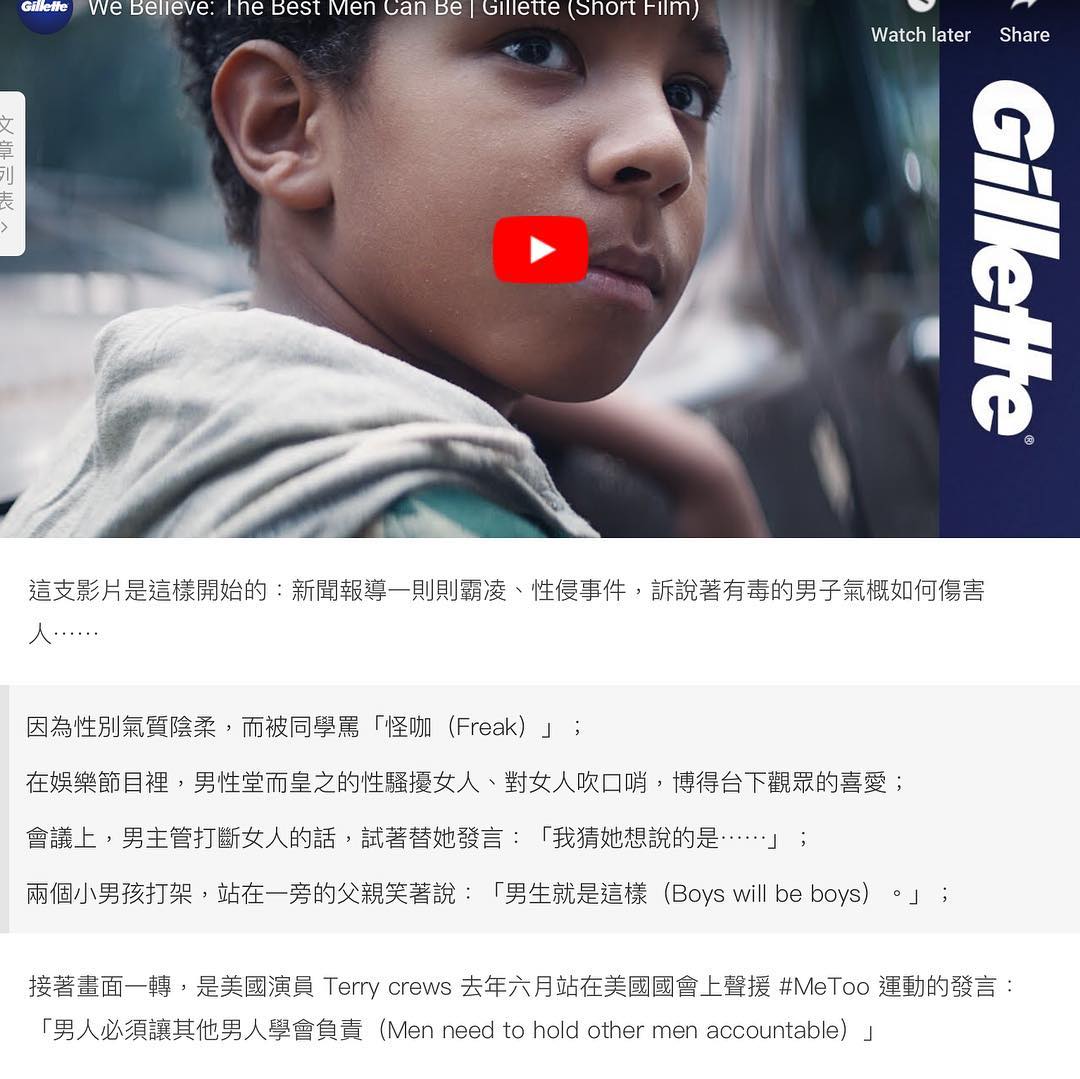 Gillette
We Believe: The Best Men Can Be | Gillette (Short Film)
Watch later
Share
文章列表 >
Gillette®
這支影片是這樣開始的：新聞報導一則則霸凌、性侵事件，訴說著有毒的男子氣概如何傷害
人⋯⋯
因為性別氣質陰柔，而被同學罵「怪咖（Freak）」；
在娛樂節目裡，男性堂而皇之的性騷擾女人、對女人吹口哨，博得台下觀眾的喜愛；
會議上，男主管打斷女人的話，試著替她發言：「我猜她想說的是⋯⋯」；
兩個小男孩打架，站在一旁的父親笑著說：「男生就是這樣（Boys will be boys）。」；
接著畫面一轉，是美國演員 Terry crews 去年六月站在美國國會上聲援 #MeToo 運動的發言：
「男人必須讓其他男人學會負責（Men need to hold other men accountable）」